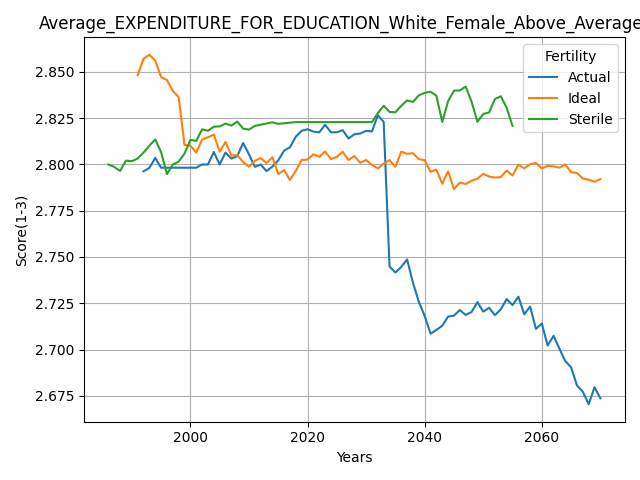 Average_EXPENDITURE_FOR_EDUCATION_White_Female_Above_Average
Fertility
Actual
Ideal
Sterile
Score(1-3)
2.850
2.825
2.800
2.775
2.750
2.725
2.700
2.675
2000
2020
2040
2060
Years